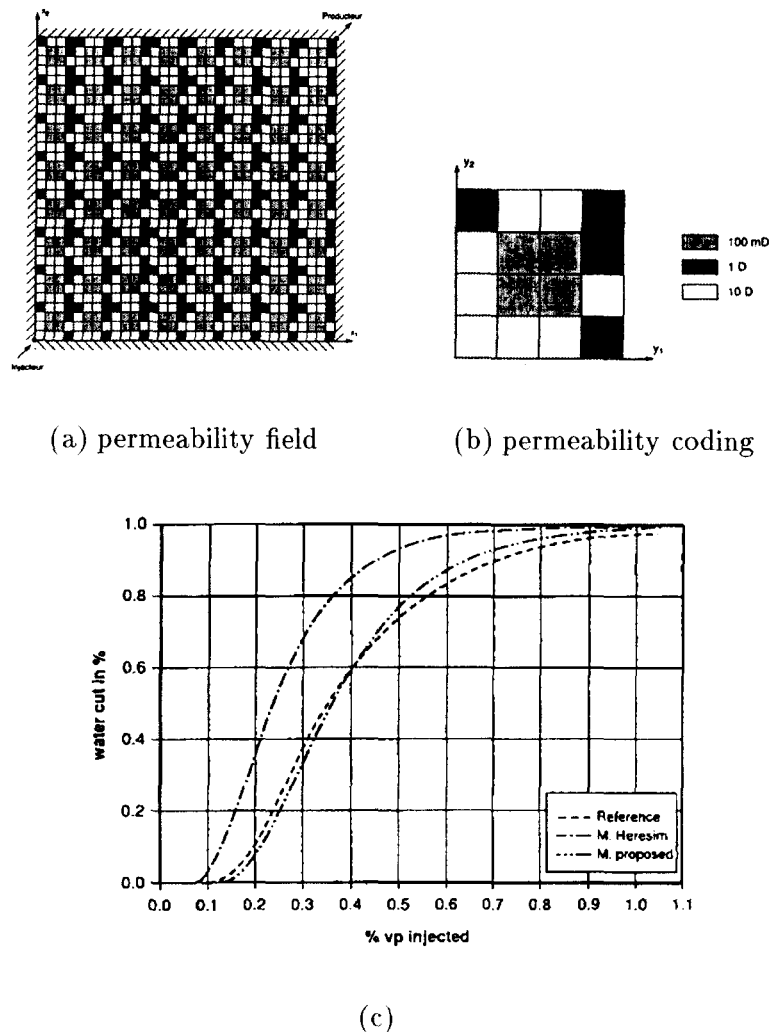 x₂
Producteur
x₁
Injecteur
(a) permeability field
y₂
y₁
100 mD
1 D
10 D
(b) permeability coding
water cut in %
1.0
0.8
0.6
0.4
0.2
0.0
0.0 0.1 0.2 0.3 0.4 0.5 0.6 0.7 0.8 0.9 1.0 1.1
% vp injected
Reference
M. Heresim
M. proposed
(c)